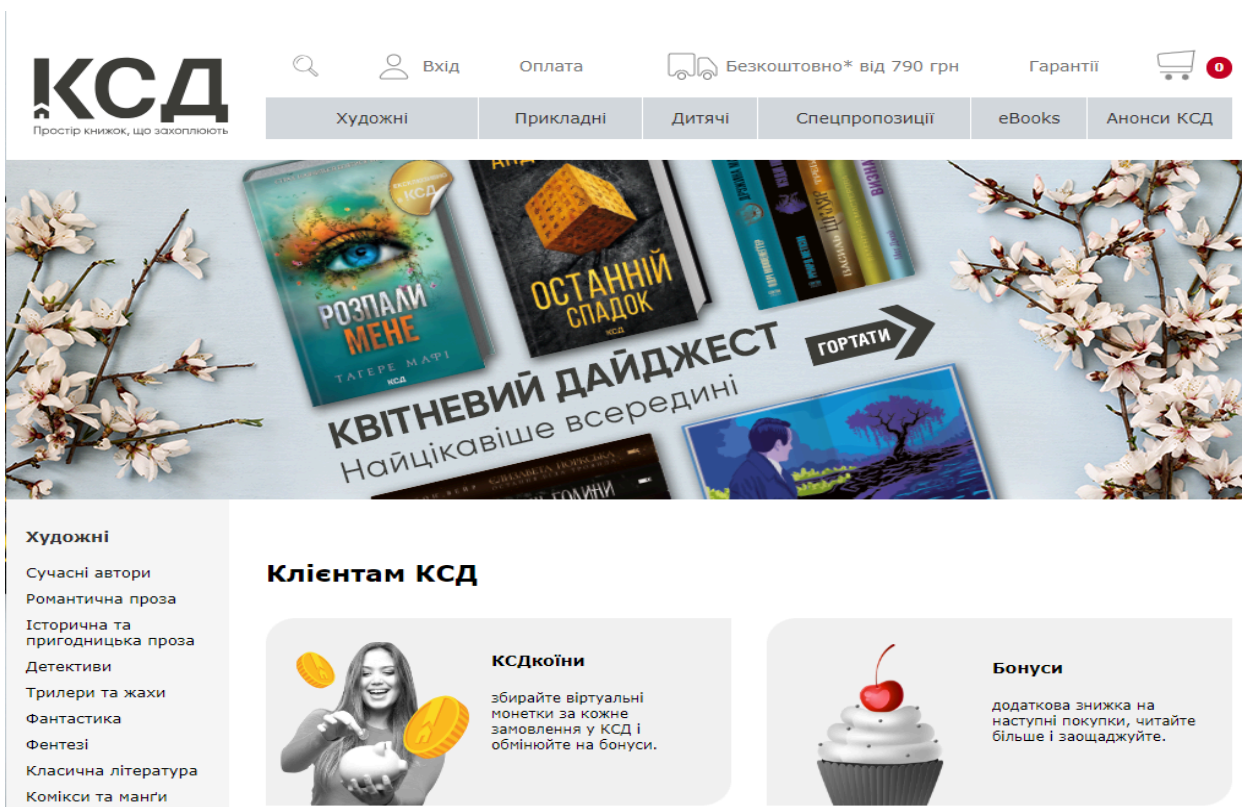 КСД
Простір книжок, що захоплюють
Вхід
Оплата
Безкоштовно* від 790 грн
Гарантії
0
Художні
Прикладні
Дитячі
Спецпропозиції
eBooks
Анонси КСД
КСД
РОЗПАЛИ
МЕНЕ
ТАГЕРЕ МАФІ
КСД
ОСТАННІЙ
СПАДОК
КСД
КВІТНЕВИЙ ДАЙДЖЕСТ
Найцікавіше всередині
ГОРТАТИ
Художні
Сучасні автори
Романтична проза
Історична та
пригодницька проза
Детективи
Трилери та жахи
Фантастика
Фентезі
Класична література
Комікси та манґи
Клієнтам КСД
КСДкоїни
збирайте віртуальні
монетки за кожне
замовлення у КСД і
обмінюйте на бонуси.
Бонуси
додаткова знижка на
наступні покупки, читайте
більше і заощаджуйте.